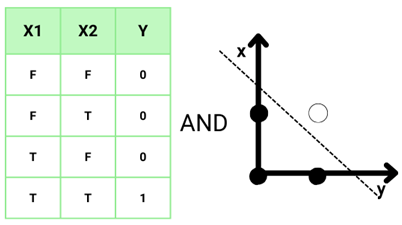 X1 X2 Y
F F 0
F T 0
T F 0
T T 1
AND
x
y